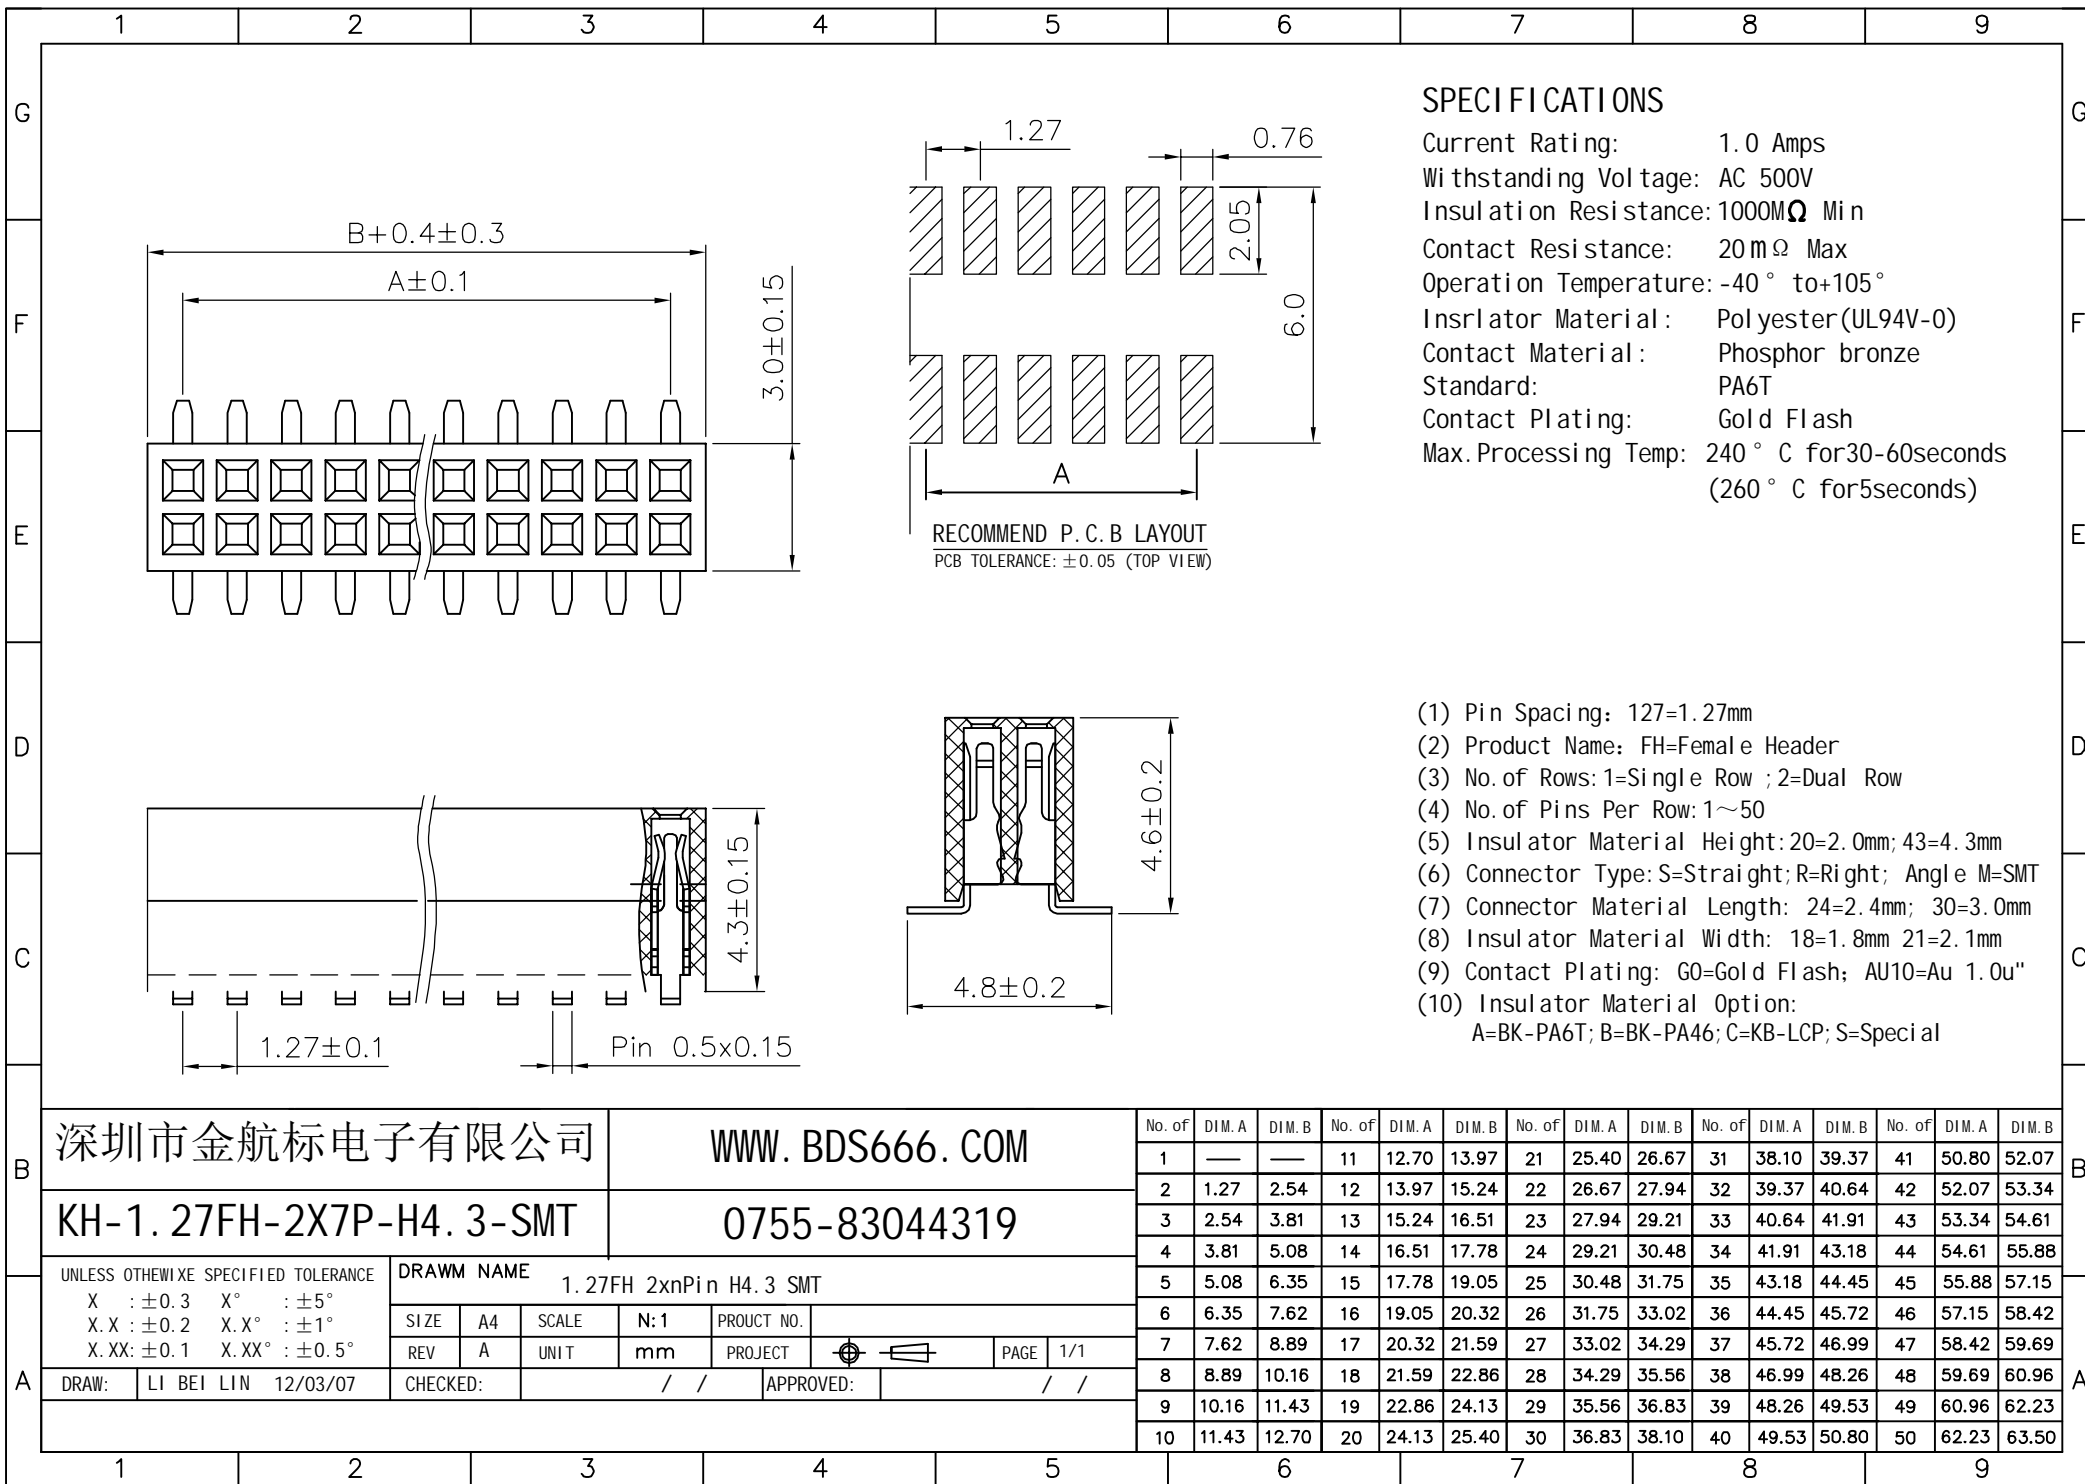 1 2 3 4 5 6 7 8 9
G G
F F
E E
D D
C C
B B
A A
B+0.4±0.3
A±0.1
3.0±0.15
1.27
0.76
2.05
6.0
A
RECOMMEND P.C.B LAYOUT
PCB TOLERANCE: ±0.05 (TOP VIEW)
SPECIFICATIONS
Current Rating: 1.0 Amps
Withstanding Voltage: AC 500V
Insulation Resistance: 1000MΩ Min
Contact Resistance: 20mΩ Max
Operation Temperature: -40° to+105°
Insrlator Material: Polyester(UL94V-0)
Contact Material: Phosphor bronze
Standard: PA6T
Contact Plating: Gold Flash
Max.Processing Temp: 240° C for30-60seconds
(260° C for5seconds)
4.3±0.15
1.27±0.1
Pin 0.5x0.15
4.6±0.2
4.8±0.2
(1) Pin Spacing: 127=1.27mm
(2) Product Name: FH=Female Header
(3) No.of Rows:1=Single Row ;2=Dual Row
(4) No.of Pins Per Row:1～50
(5) Insulator Material Height:20=2.0mm;43=4.3mm
(6) Connector Type:S=Straight;R=Right; Angle M=SMT
(7) Connector Material Length: 24=2.4mm; 30=3.0mm
(8) Insulator Material Width: 18=1.8mm 21=2.1mm
(9) Contact Plating: G0=Gold Flash; AU10=Au 1.0u"
(10) Insulator Material Option:
A=BK-PA6T;B=BK-PA46;C=KB-LCP;S=Special
深圳市金航标电子有限公司 WWW.BDS666.COM
KH-1.27FH-2X7P-H4.3-SMT 0755-83044319
UNLESS OTHEWIXE SPECIFIED TOLERANCE
X :±0.3 X° :±5°
X.X :±0.2 X.X° :±1°
X.XX:±0.1 X.XX° :±0.5°
DRAWM NAME 1.27FH 2xnPin H4.3 SMT
SIZE A4 SCALE N:1 PROUCT NO.
REV A UNIT mm PROJECT PAGE 1/1
DRAW: LI BEI LIN 12/03/07 CHECKED: / / APPROVED: / /
No.of DIM.A DIM.B No.of DIM.A DIM.B No.of DIM.A DIM.B No.of DIM.A DIM.B No.of DIM.A DIM.B
1 — — 11 12.70 13.97 21 25.40 26.67 31 38.10 39.37 41 50.80 52.07
2 1.27 2.54 12 13.97 15.24 22 26.67 27.94 32 39.37 40.64 42 52.07 53.34
3 2.54 3.81 13 15.24 16.51 23 27.94 29.21 33 40.64 41.91 43 53.34 54.61
4 3.81 5.08 14 16.51 17.78 24 29.21 30.48 34 41.91 43.18 44 54.61 55.88
5 5.08 6.35 15 17.78 19.05 25 30.48 31.75 35 43.18 44.45 45 55.88 57.15
6 6.35 7.62 16 19.05 20.32 26 31.75 33.02 36 44.45 45.72 46 57.15 58.42
7 7.62 8.89 17 20.32 21.59 27 33.02 34.29 37 45.72 46.99 47 58.42 59.69
8 8.89 10.16 18 21.59 22.86 28 34.29 35.56 38 46.99 48.26 48 59.69 60.96
9 10.16 11.43 19 22.86 24.13 29 35.56 36.83 39 48.26 49.53 49 60.96 62.23
10 11.43 12.70 20 24.13 25.40 30 36.83 38.10 40 49.53 50.80 50 62.23 63.50
1 2 3 4 5 6 7 8 9